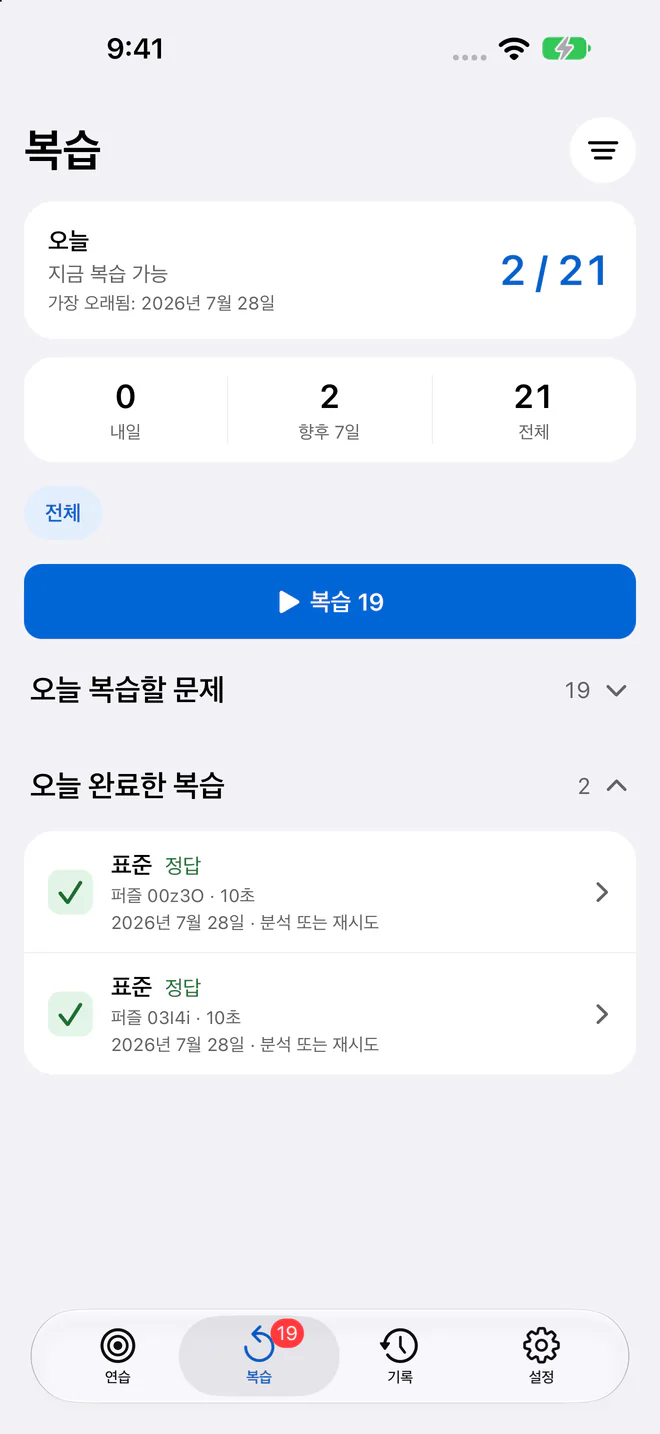 9:41
복습
오늘
지금 복습 가능
가장 오래됨: 2026년 7월 28일
2 / 21
0
내일
2
향후 7일
21
전체
전체
복습 19
오늘 복습할 문제
19
오늘 완료한 복습
2
표준 정답
퍼즐 00z3O · 10초
2026년 7월 28일 · 분석 또는 재시도
표준 정답
퍼즐 03I4i · 10초
2026년 7월 28일 · 분석 또는 재시도
19
연습
복습
기록
설정